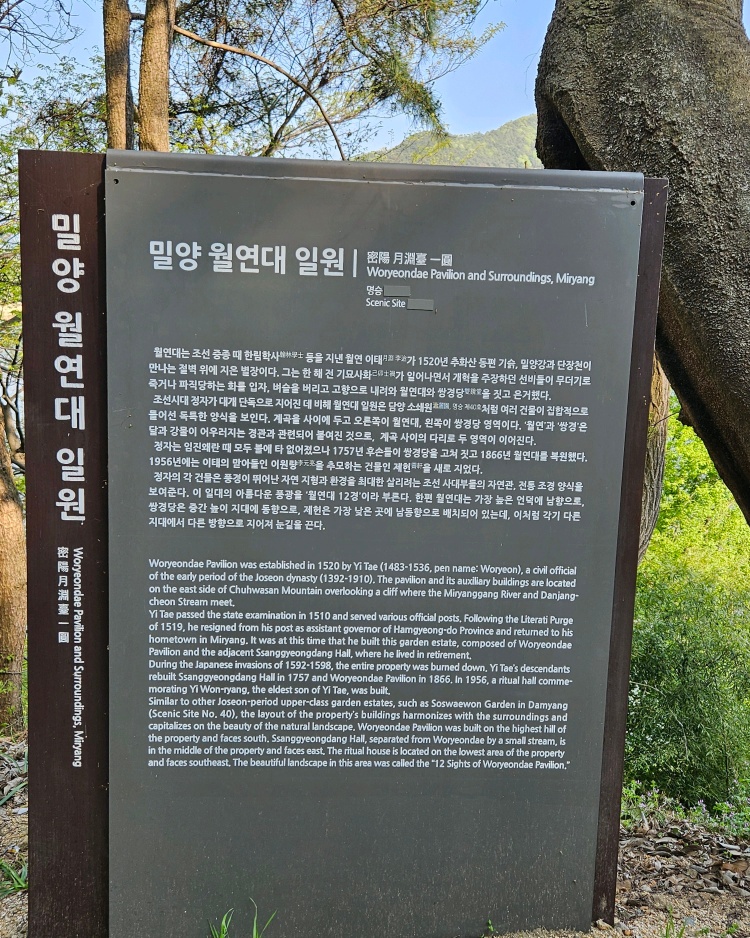 밀양 월연대 일원
密陽 月淵臺 一圓
Woryeondae Pavilion and Surroundings, Miryang
밀양 월연대 일원
密陽 月淵臺 一圓
Woryeondae Pavilion and Surroundings, Miryang
명승
Scenic Site
월연대는 조선 중종 때 한림학사翰林學士 등을 지낸 월연 이태月淵 李迨가 1520년 추화산 동편 기슭, 밀양강과 단장천이
만나는 절벽 위에 지은 별장이다. 그는 한 해 전 기묘사화己卯士禍가 일어나면서 개혁을 주장하던 선비들이 무더기로
죽거나 파직당하는 화를 입자, 벼슬을 버리고 고향으로 내려와 월연대와 쌍경당雙鏡堂을 짓고 은거했다.
조선시대 정자가 대개 단독으로 지어진 데 비해 월연대 일원은 담양 소쇄원瀟灑園, 명승 제40호처럼 여러 건물이 집합적으로
들어선 독특한 양식을 보인다. 계곡을 사이에 두고 오른쪽이 월연대, 왼쪽이 쌍경당 영역이다. ‘월연’과 ‘쌍경’은
달과 강물이 어우러지는 경관과 관련되어 붙여진 것으로, 계곡 사이의 다리로 두 영역이 이어진다.
정자는 임진왜란 때 모두 불에 타 없어졌으나 1757년 후손들이 쌍경당을 고쳐 짓고 1866년 월연대를 복원했다.
1956년에는 이태의 맏아들인 이원량李元亮을 추모하는 건물인 제헌霽軒을 새로 지었다.
정자의 각 건물은 풍경이 뛰어난 자연 지형과 환경을 최대한 살리려는 조선 사대부들의 자연관, 전통 조경 양식을
보여준다. 이 일대의 아름다운 풍광을 ‘월연대 12경’이라 부른다. 한편 월연대는 가장 높은 언덕에 남향으로,
쌍경당은 중간 높이 지대에 동향으로, 제헌은 가장 낮은 곳에 남동향으로 배치되어 있는데, 이처럼 각기 다른
지대에서 다른 방향으로 지어져 눈길을 끈다.
Woryeondae Pavilion was established in 1520 by Yi Tae (1483-1536, pen name: Woryeon), a civil official
of the early period of the Joseon dynasty (1392-1910). The pavilion and its auxiliary buildings are located
on the east side of Chuhwasan Mountain overlooking a cliff where the Miryanggang River and Danjang-
cheon Stream meet.
Yi Tae passed the state examination in 1510 and served various official posts. Following the Literati Purge
of 1519, he resigned from his post as assistant governor of Hamgyeong-do Province and returned to his
hometown in Miryang. It was at this time that he built this garden estate, composed of Woryeondae
Pavilion and the adjacent Ssanggyeongdang Hall, where he lived in retirement.
During the Japanese invasions of 1592-1598, the entire property was burned down. Yi Tae's descendants
rebuilt Ssanggyeongdang Hall in 1757 and Woryeondae Pavilion in 1866. In 1956, a ritual hall comme-
morating Yi Won-ryang, the eldest son of Yi Tae, was built.
Similar to other Joseon-period upper-class garden estates, such as Soswaewon Garden in Damyang
(Scenic Site No. 40), the layout of the property's buildings harmonizes with the surroundings and
capitalizes on the beauty of the natural landscape. Woryeondae Pavilion was built on the highest hill of
the property and faces south. Ssanggyeongdang Hall, separated from Woryeondae by a small stream, is
in the middle of the property and faces east. The ritual house is located on the lowest area of the property
and faces southeast. The beautiful landscape in this area was called the "12 Sights of Woryeondae Pavilion."